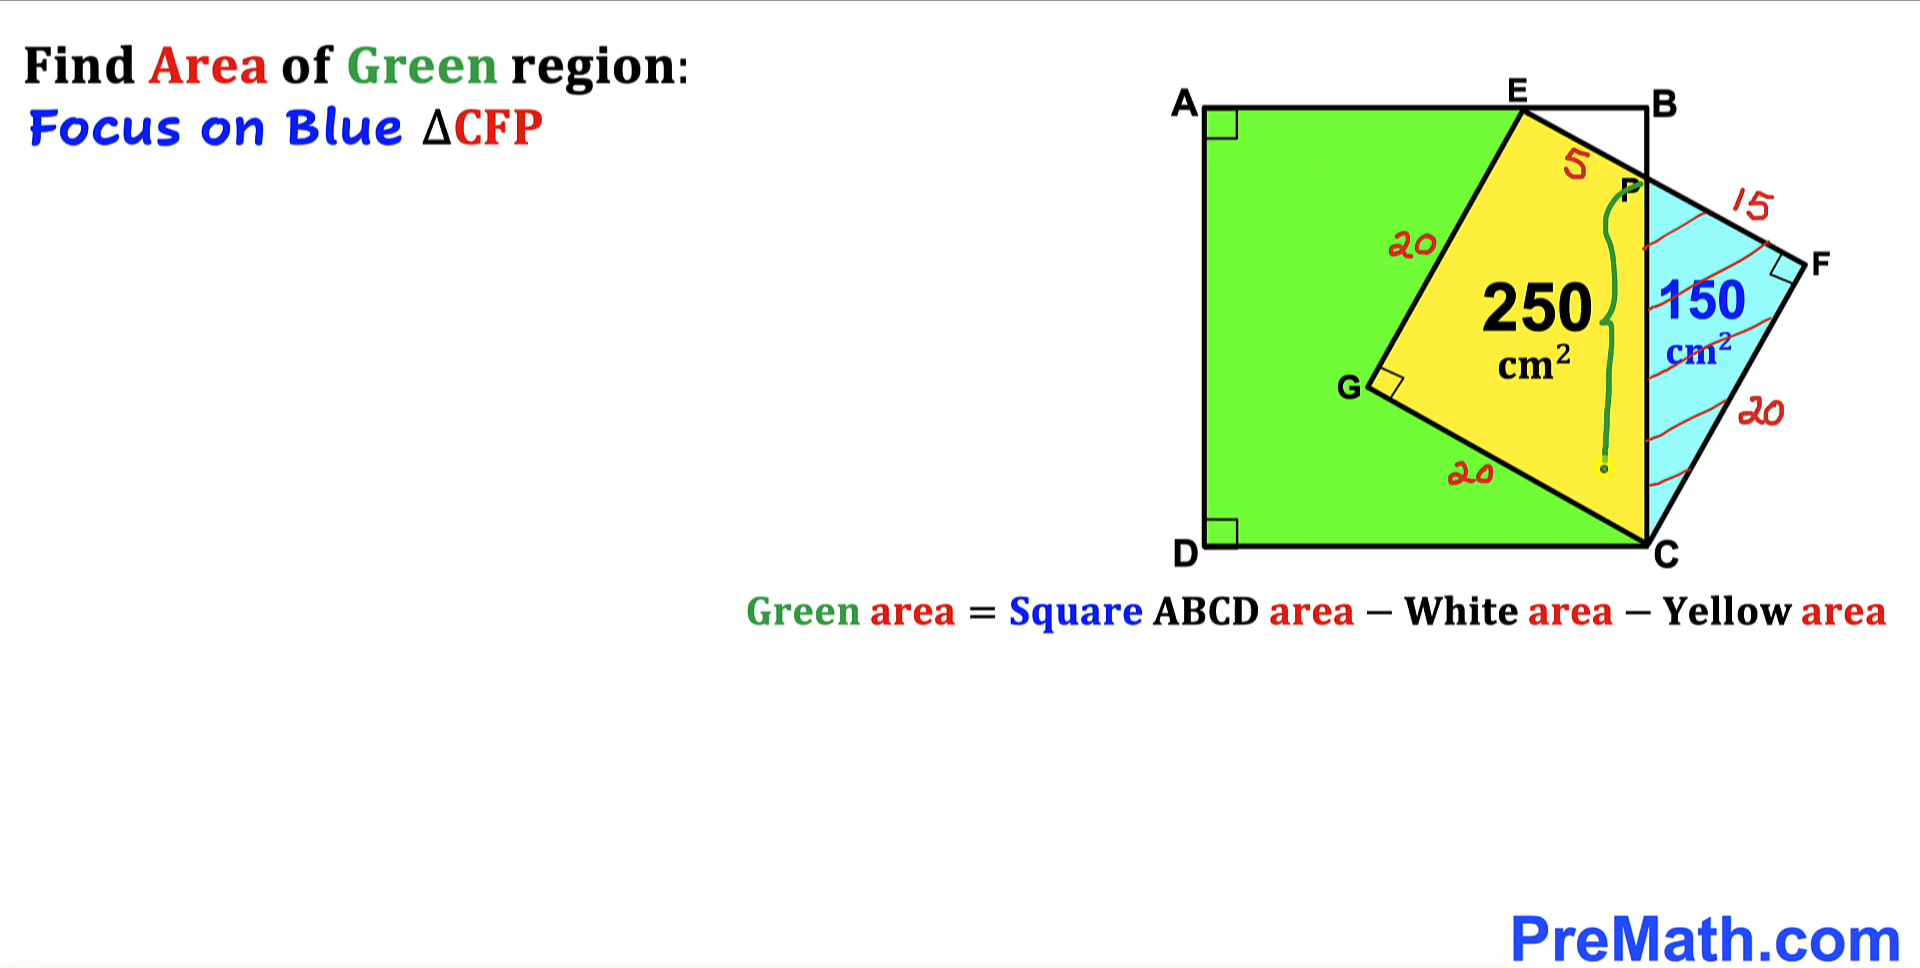 Find Area of Green region:
Focus on Blue ΔCFP
A
E
B
5
P
15
20
F
250
cm²
150
cm²
G
20
20
D
C
Green area = Square ABCD area − White area − Yellow area
PreMath.com